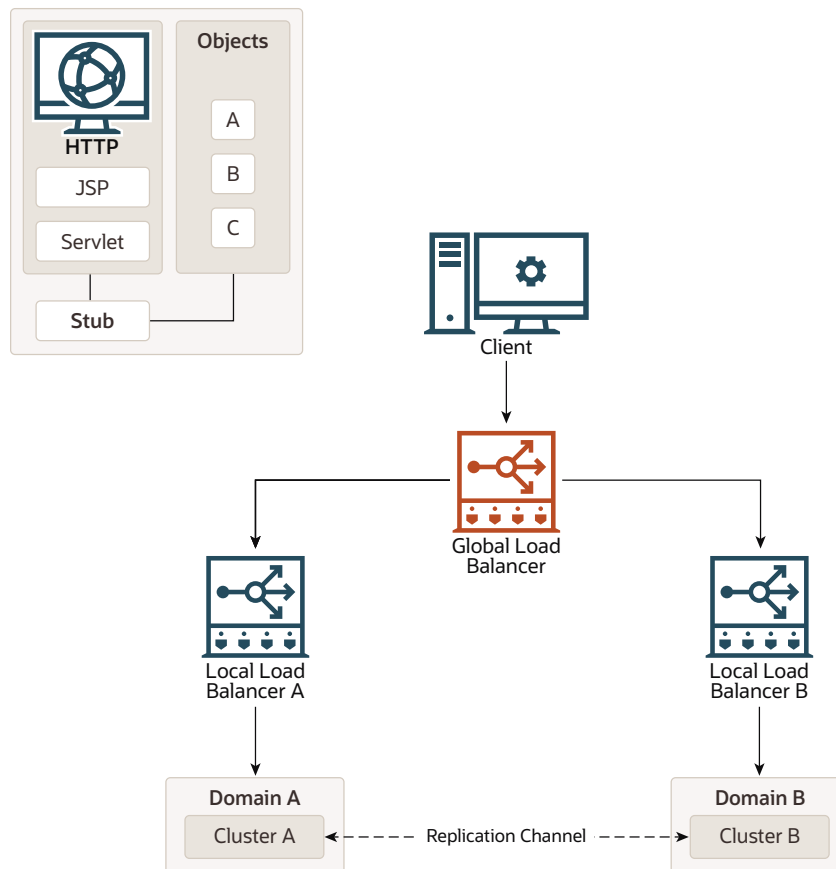 Objects
HTTP
JSP
Servlet
A
B
C
Stub
Client
Global Load
Balancer
Local Load
Balancer A
Local Load
Balancer B
Domain A
Cluster A
Replication Channel
Domain B
Cluster B